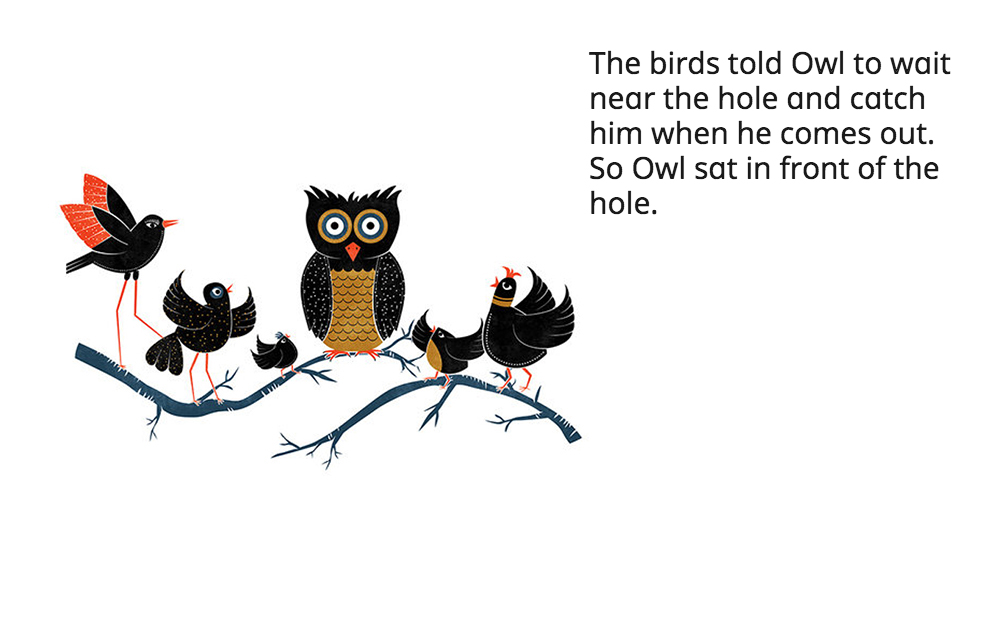 The birds told Owl to wait
near the hole and catch
him when he comes out.
So Owl sat in front of the
hole.